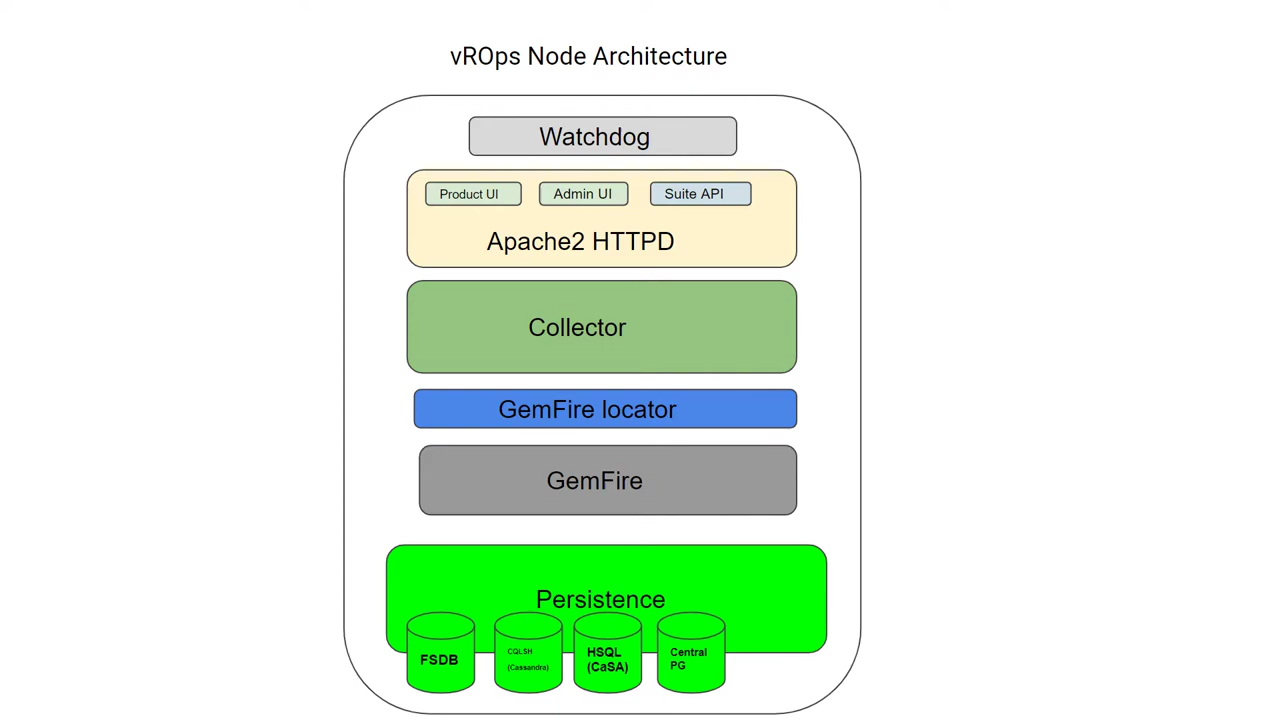 vROps Node Architecture
Watchdog
Product UI
Admin UI
Suite API
Apache2 HTTPD
Collector
GemFire locator
GemFire
Persistence
FSDB
CQLSH
(Cassandra)
HSQL
(CaSA)
Central
PG